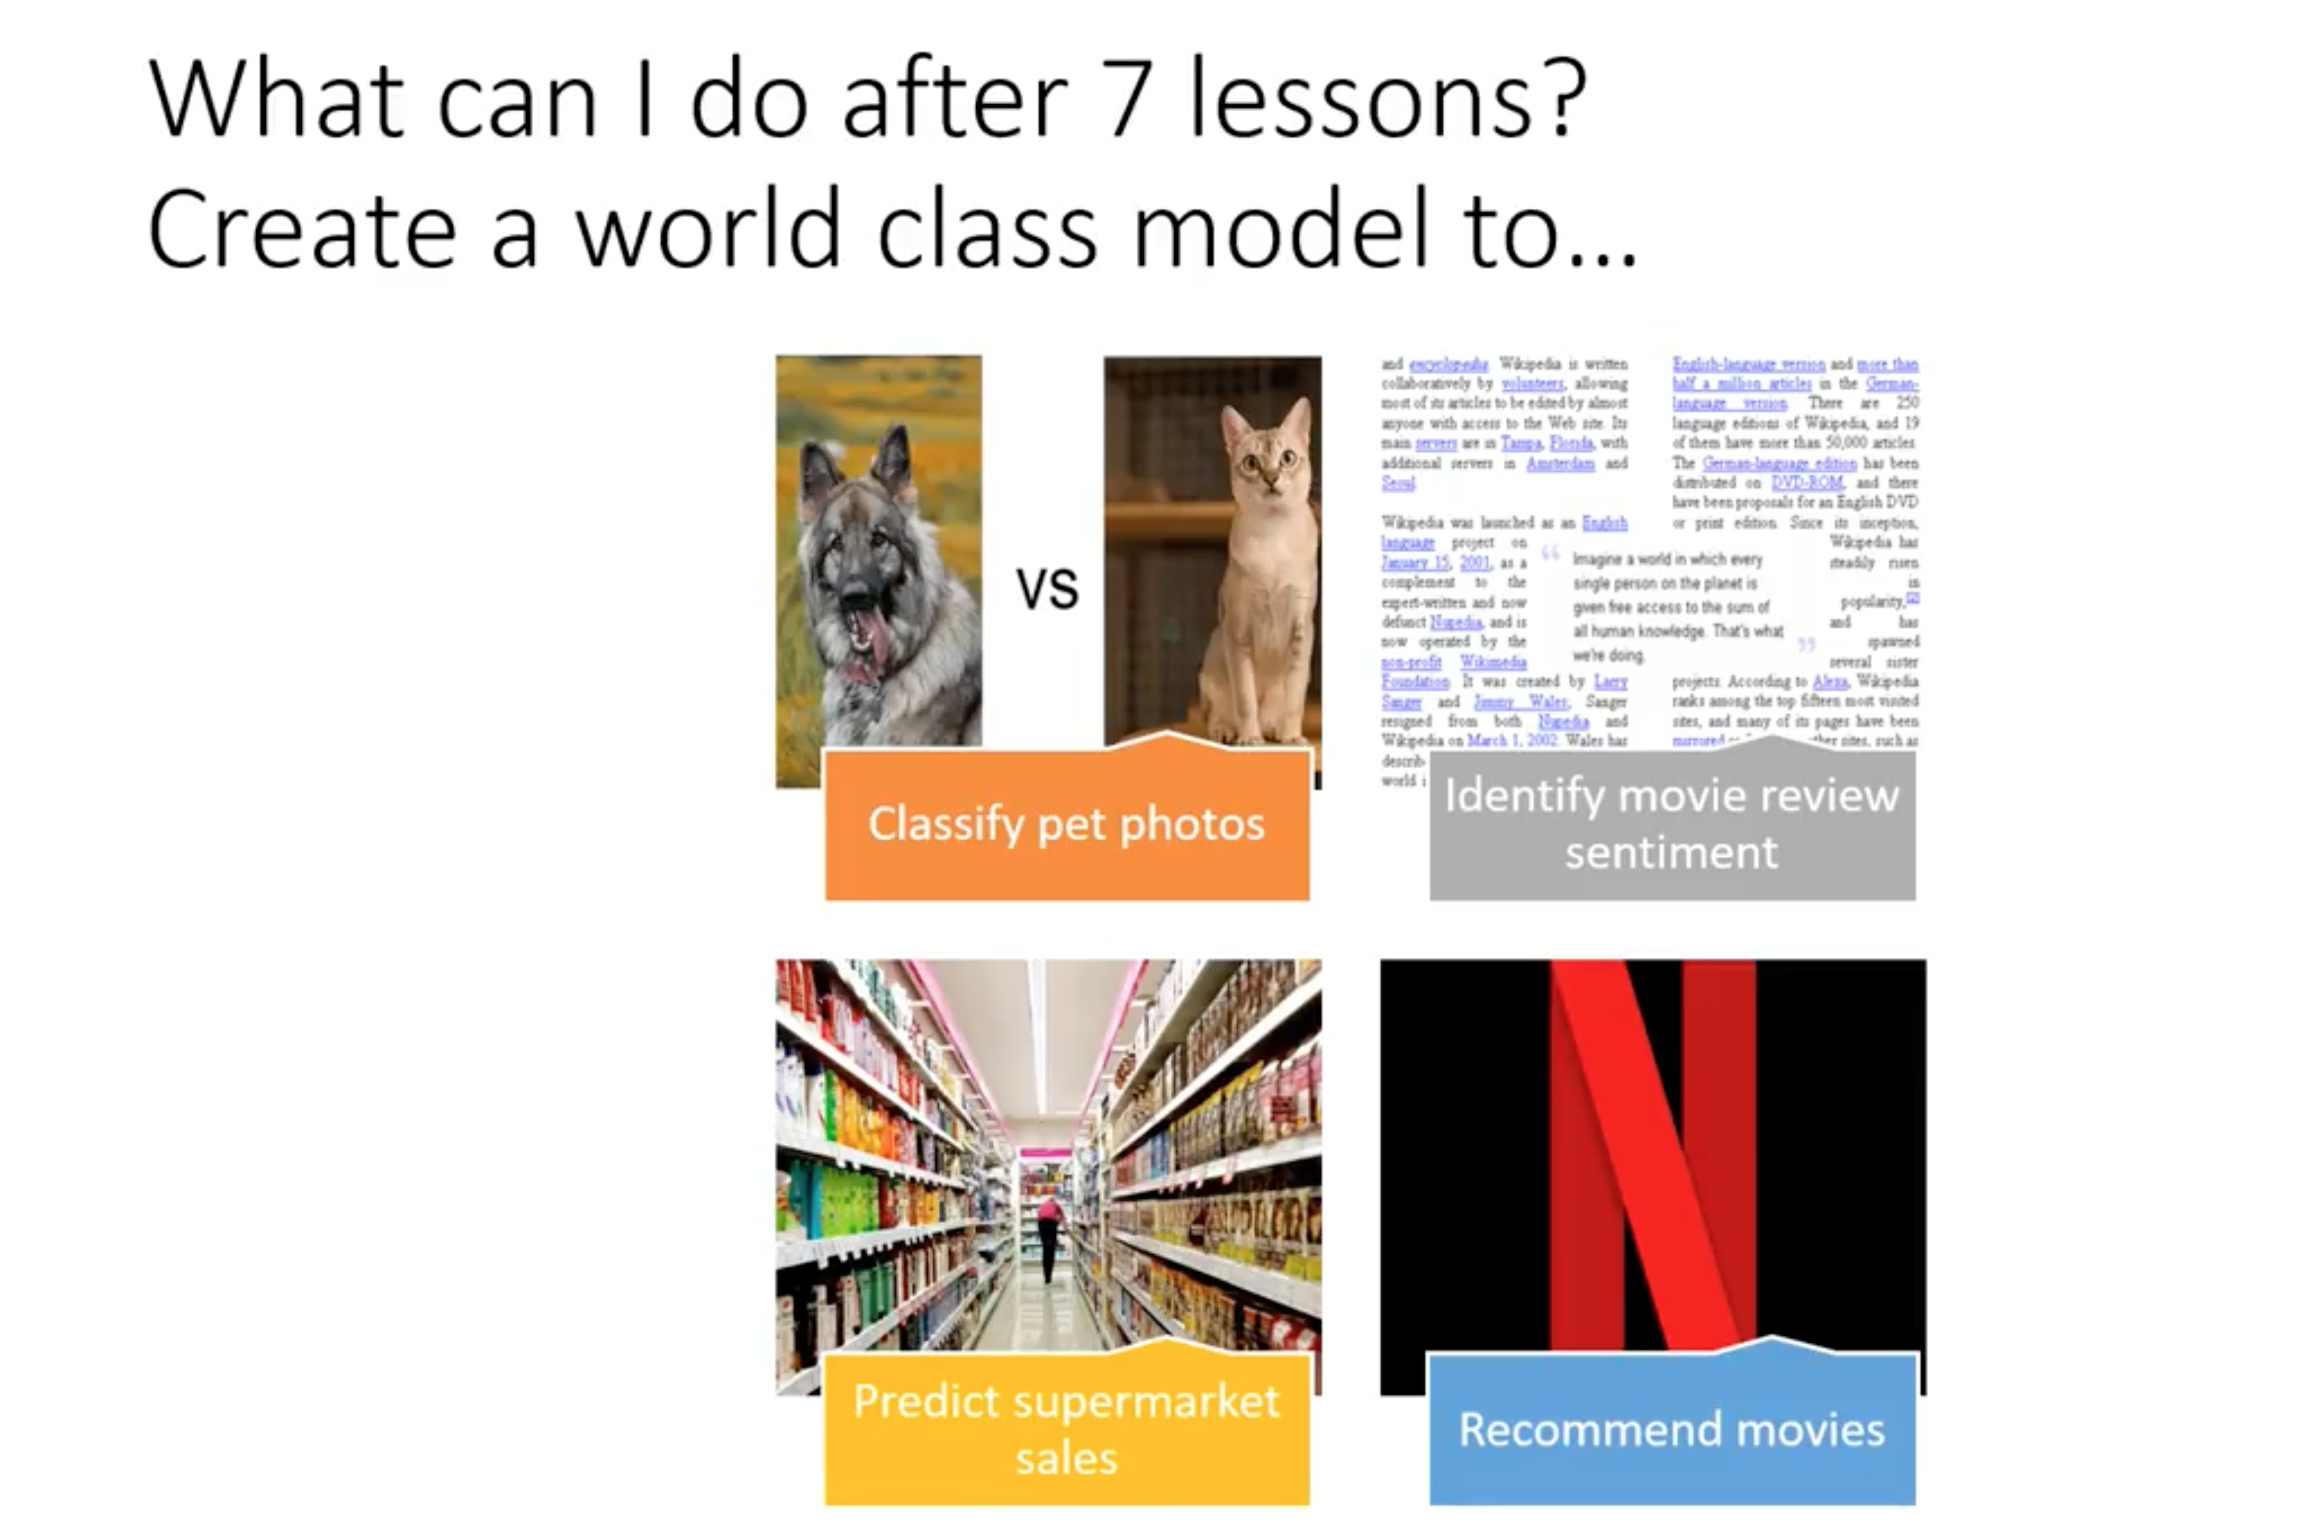 What can I do after 7 lessons?
Create a world class model to...
VS
Classify pet photos
and encyclopedia. Wikipedia is written
collaboratively by volunteers, allowing
most of its articles to be edited by almost
anyone with access to the Web site. Its
main servers are in Tampa, Florida, with
additional servers in Amsterdam and
Seoul.
Wikipedia was launched as an English
language project on
January 15, 2001, as a
complement to the
expert-written and now
defunct Nupedia, and is
now operated by the
non-profit Wikimedia
Foundation. It was created by Larry
Sanger and Jimmy Wales; Sanger
resigned from both Nupedia and
Wikipedia on March 1, 2002. Wales has
describ
world i
“ Imagine a world in which every
single person on the planet is
given free access to the sum of
all human knowledge. That's what
we're doing. ”
English-language version and more than
half a million articles in the German-
language version. There are 250
language editions of Wikipedia, and 19
of them have more than 50,000 articles.
The German-language edition has been
distributed on DVD-ROM, and there
have been proposals for an English DVD
or print edition. Since its inception,
Wikipedia has
steadily risen
in
popularity,[2]
and has
spawned
several sister
projects. According to Alexa, Wikipedia
ranks among the top fifteen most visited
sites, and many of its pages have been
mirrored other sites, such as
Identify movie review
sentiment
Predict supermarket
sales
Recommend movies